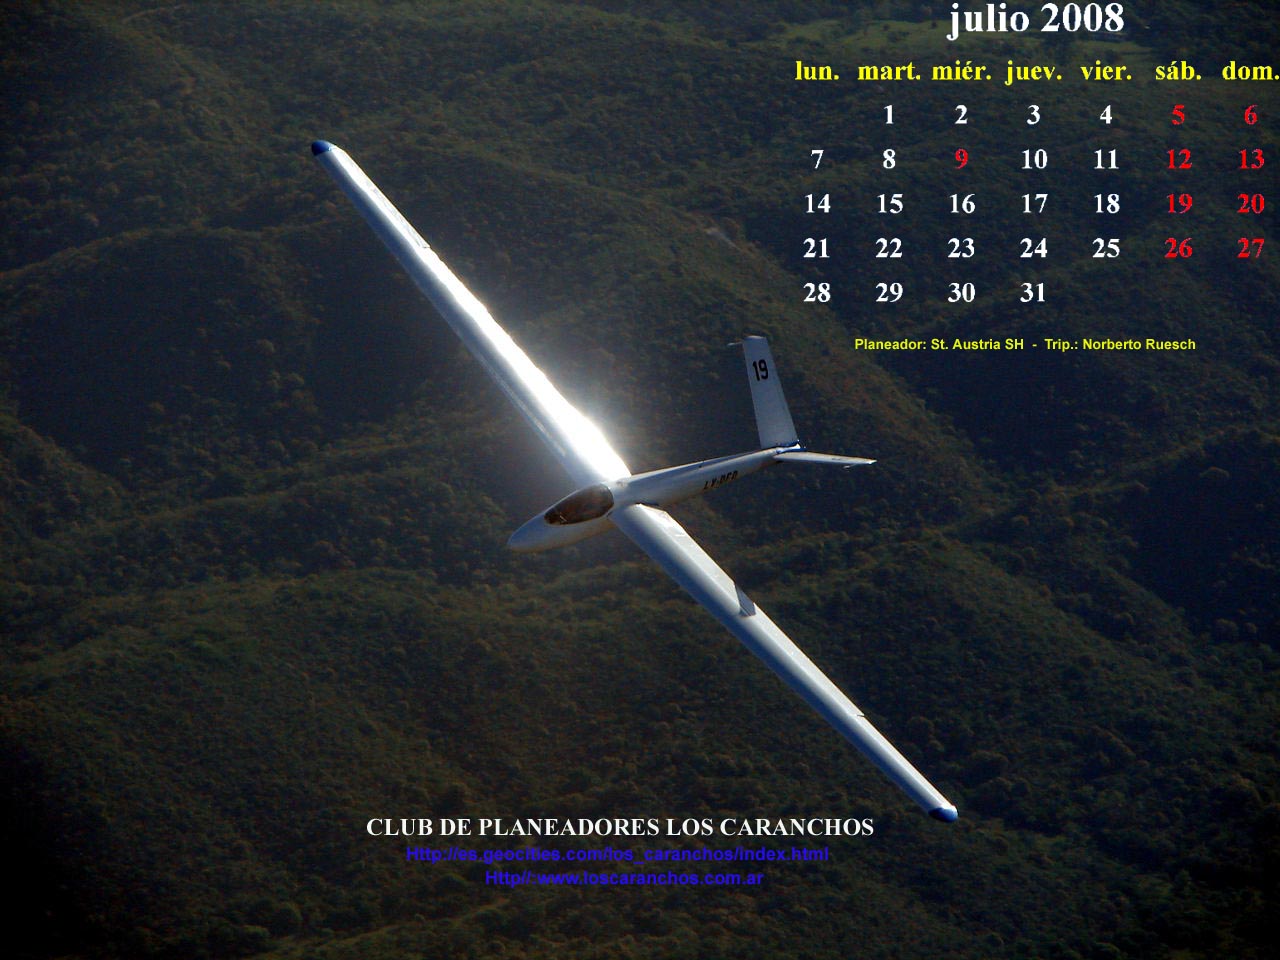 julio 2008
lun. mart. miér. juev. vier. sáb. dom.
1 2 3 4 5 6
7 8 9 10 11 12 13
14 15 16 17 18 19 20
21 22 23 24 25 26 27
28 29 30 31
Planeador: St. Austria SH - Trip.: Norberto Ruesch
19
CLUB DE PLANEADORES LOS CARANCHOS
Http://es.geocities.com/los_caranchos/index.html
Http//:www.loscaranchos.com.ar